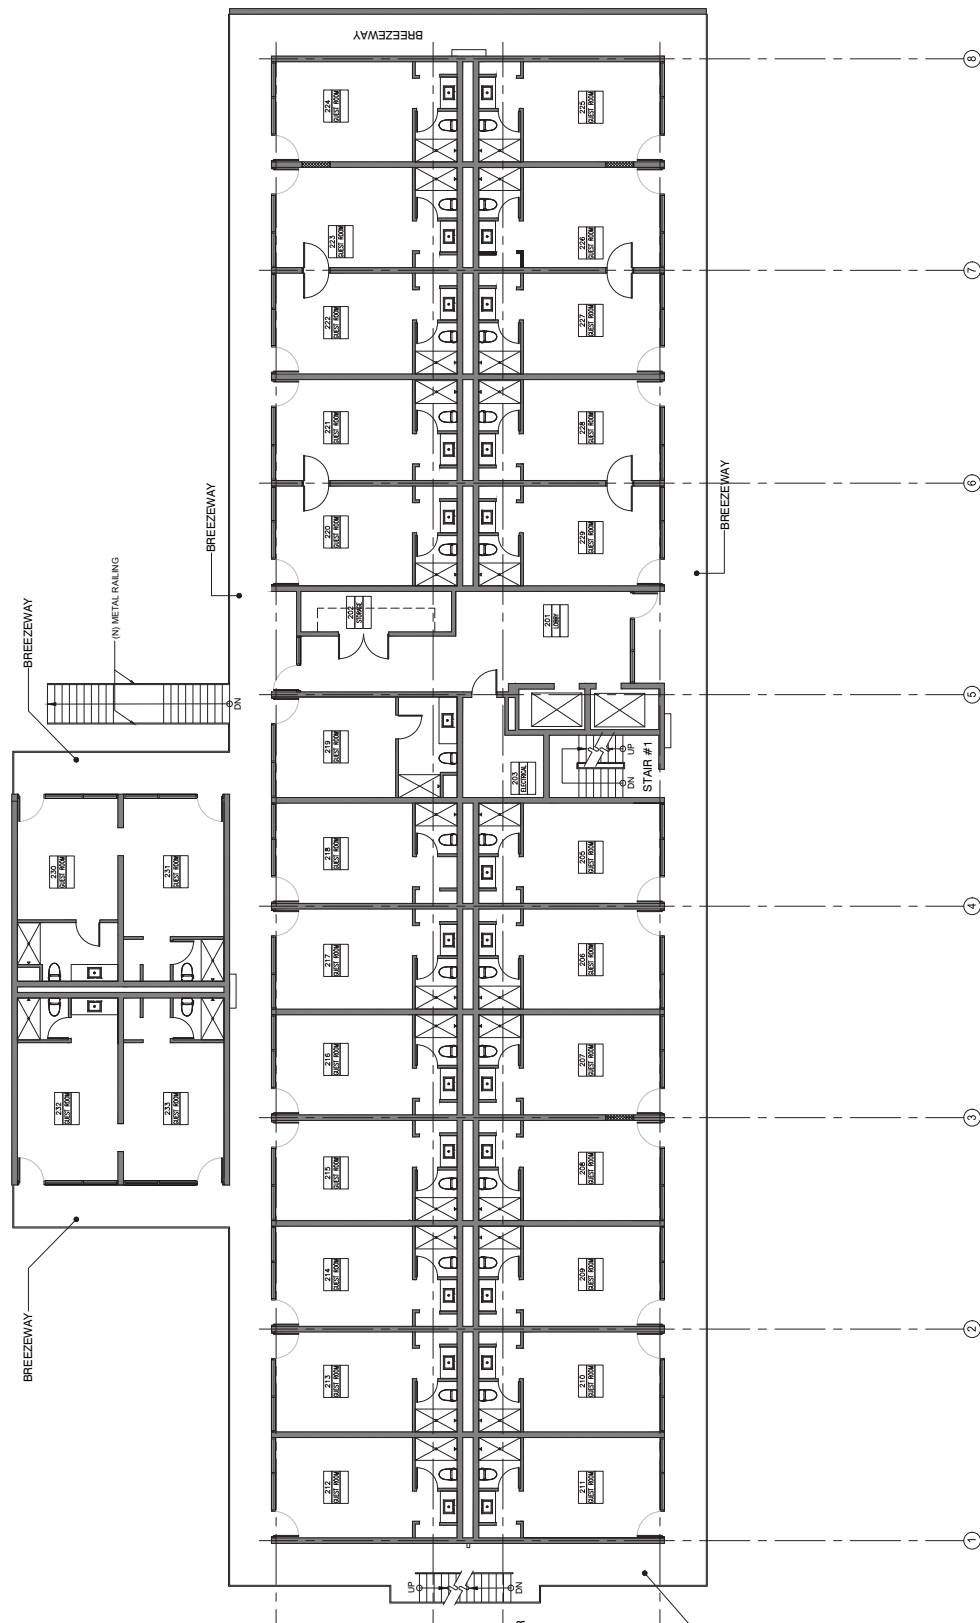 BREEZEWAY
8
224
GUEST ROOM
225
GUEST ROOM
223
GUEST ROOM
226
GUEST ROOM
7
222
GUEST ROOM
227
GUEST ROOM
221
GUEST ROOM
228
GUEST ROOM
BREEZEWAY
BREEZEWAY
6
220
GUEST ROOM
229
GUEST ROOM
(N) METAL RAILING
BREEZEWAY
202
STORAGE
201
LOBBY
DN
5
219
GUEST ROOM
203
ELECTRICAL
UP
DN
STAIR #1
218
GUEST ROOM
205
GUEST ROOM
230
GUEST ROOM
231
GUEST ROOM
4
217
GUEST ROOM
206
GUEST ROOM
216
GUEST ROOM
207
GUEST ROOM
232
GUEST ROOM
233
GUEST ROOM
3
215
GUEST ROOM
208
GUEST ROOM
214
GUEST ROOM
209
GUEST ROOM
BREEZEWAY
2
213
GUEST ROOM
210
GUEST ROOM
212
GUEST ROOM
211
GUEST ROOM
1
UP
DN